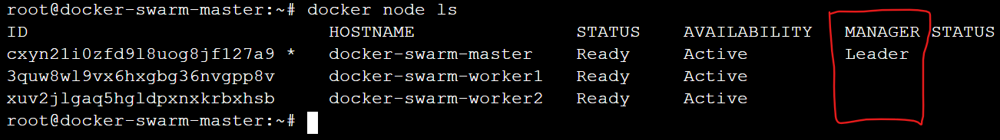 root@docker-swarm-master:~# docker node ls
ID HOSTNAME STATUS AVAILABILITY MANAGER STATUS
cxyn21i0zfd9l8uog8jf127a9 * docker-swarm-master Ready Active Leader
3quw8wl9vx6hxgbg36nvgpp8v docker-swarm-worker1 Ready Active
xuv2jlgaq5hgldpxnxkrbxhsb docker-swarm-worker2 Ready Active
root@docker-swarm-master:~#